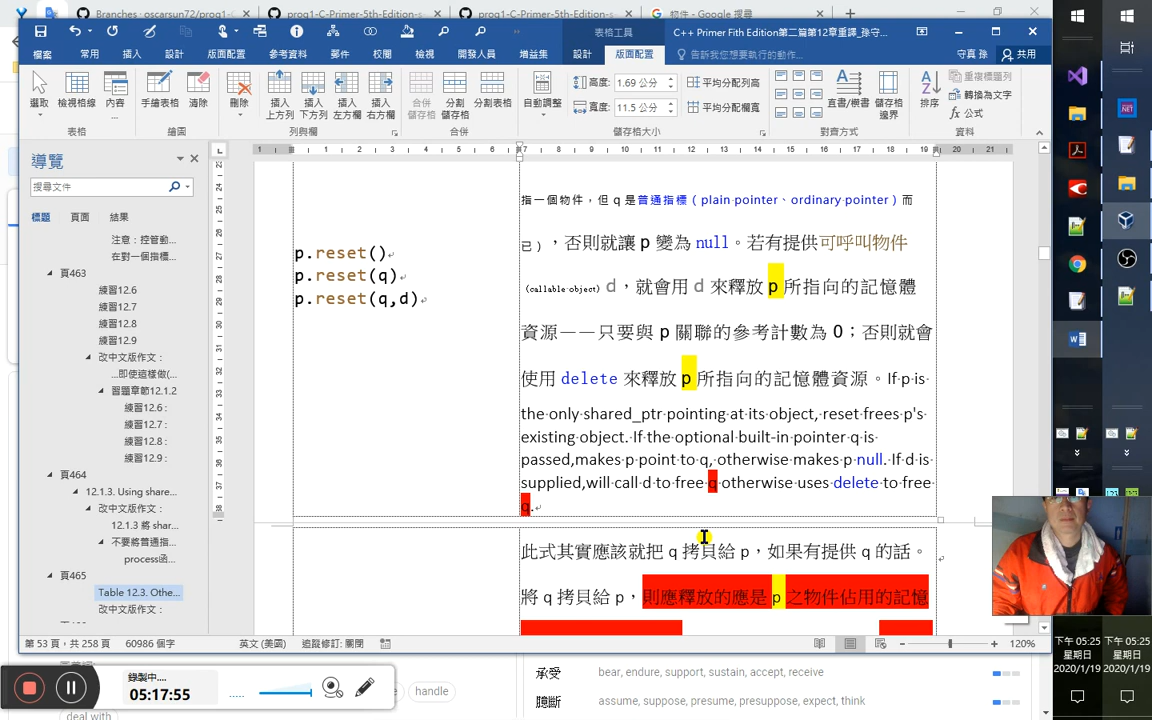 Branches · oscarsun72/prog1-C
prog1-C-Primer-5th-Edition-s
prog1-C-Primer-5th-Edition-s
物件 - Google 搜尋
表格工具
C++ Primer Fifth Edition第二篇第12章重譯_孫守...
檔案 常用 插入 設計 版面配置 參考資料 郵件 校閱 檢視 開發人員 增益集 設計 版面配置 告訴我您想要執行的動... 守真 孫 共用
選取 檢視格線 內容 手繪表格 清除 刪除 插入上方列 插入下方列 插入左方欄 插入右方欄 合併儲存格 分割儲存格 分割表格 自動調整 高度: 1.69 公分 寬度: 11.5 公分 平均分配列高 平均分配欄寬 直書/橫書 儲存格邊界 排序 重複標題列 轉換為文字 公式
表格 繪圖 列與欄 合併 儲存格大小 對齊方式 資料
導覽
搜尋文件
標題 頁面 結果
注意：控管動...
在對一個指標...
頁463
練習12.6
練習12.7
練習12.8
練習12.9
改中文版作文：
...即使這樣做(...
習題章節12.1.2
練習12.6 :
練習12.7 :
練習12.8 :
練習12.9 :
頁464
12.1.3. Using share...
改中文版作文：
12.1.3 將 shar...
不要將普通指...
process函...
頁465
Table 12.3. Othe...
改中文版作文：
p.reset()
p.reset(q)
p.reset(q,d)
指一個物件，但 q 是普通指標（plain pointer、ordinary pointer）而
已），否則就讓 p 變為 null。若有提供可呼叫物件
(callable object) d，就會用 d 來釋放 p 所指向的記憶體
資源——只要與 p 關聯的參考計數為 0；否則就會
使用 delete 來釋放 p 所指向的記憶體資源。If p is
the only shared_ptr pointing at its object, reset frees p's
existing object. If the optional built-in pointer q is
passed,makes p point to q, otherwise makes p null. If d is
supplied,will call d to free q otherwise uses delete to free
q.
此式其實應該就把 q 拷貝給 p，如果有提供 q 的話。
將 q 拷貝給 p，則應釋放的應是 p 之物件佔用的記憶
第 53 頁，共 258 頁 60986 個字 英文 (美國) 追蹤修訂: 關閉 120%
錄製中....
05:17:55
handle
deal with
承受 bear, endure, support, sustain, accept, receive
臆斷 assume, suppose, presume, presuppose, expect, think
下午 05:25
星期日
2020/1/19
下午 05:25
星期日
2020/1/19